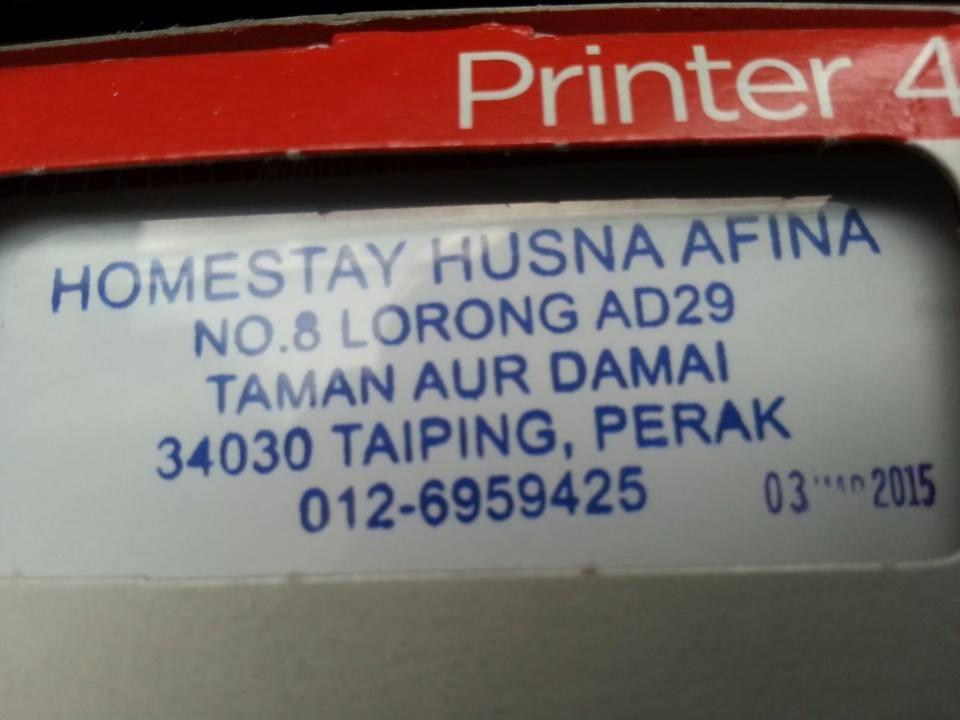 Printer 4
HOMESTAY HUSNA AFINA
NO.8 LORONG AD29
TAMAN AUR DAMAI
34030 TAIPING, PERAK
012-6959425
03 MAR 2015